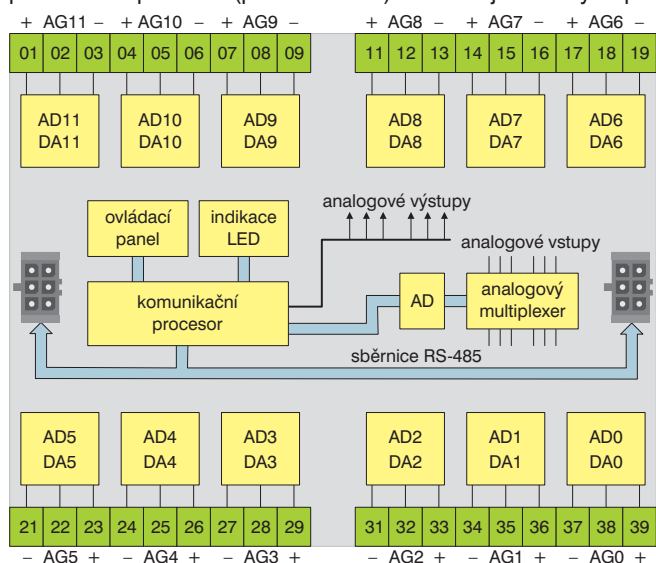 + AG11 – + AG10 – + AG9 – + AG8 – + AG7 – + AG6 –
01 02 03 04 05 06 07 08 09 11 12 13 14 15 16 17 18 19
AD11 AD10 AD9 AD8 AD7 AD6
DA11 DA10 DA9 DA8 DA7 DA6
ovládací
panel
indikace
LED
analogové výstupy
analogové vstupy
komunikační
procesor
AD
analogový
multiplexer
sběrnice RS-485
AD5 AD4 AD3 AD2 AD1 AD0
DA5 DA4 DA3 DA2 DA1 DA0
21 22 23 24 25 26 27 28 29 31 32 33 34 35 36 37 38 39
– AG5 + – AG4 + – AG3 + – AG2 + – AG1 + – AG0 +